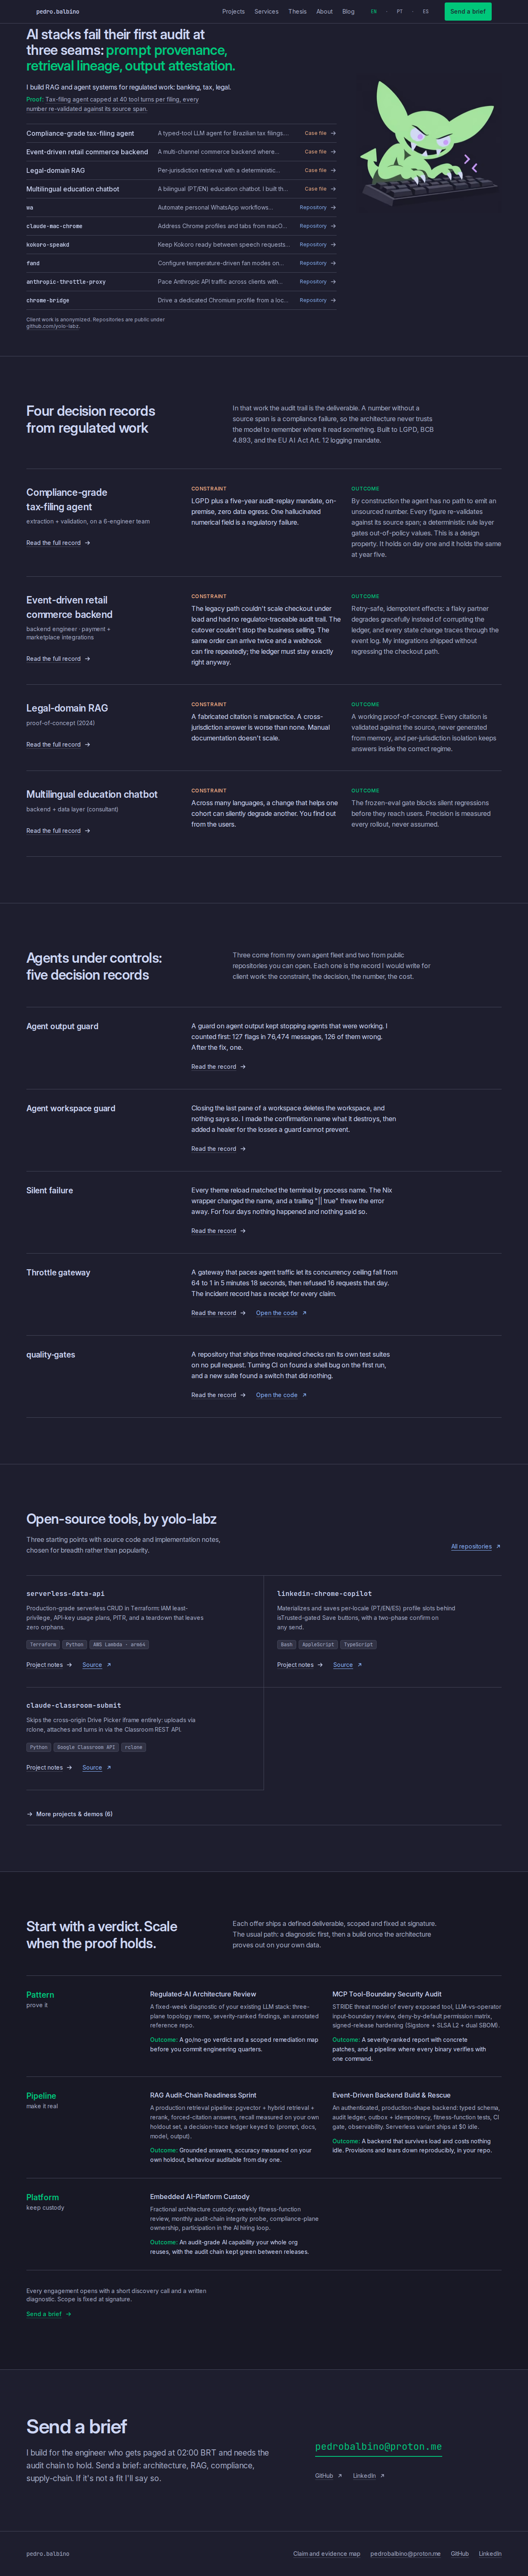 pedro.balbino
Projects Services Thesis About Blog EN · PT · ES Send a brief
AI stacks fail their first audit at
three seams: prompt provenance,
retrieval lineage, output attestation.
I build RAG and agent systems for regulated work: banking, tax, legal.
Proof: Tax-filing agent capped at 40 tool turns per filing, every
number re-validated against its source span.
Compliance-grade tax-filing agent A typed-tool LLM agent for Brazilian tax filings.… Case file →
Event-driven retail commerce backend A multi-channel commerce backend where… Case file →
Legal-domain RAG Per-jurisdiction retrieval with a deterministic… Case file →
Multilingual education chatbot A bilingual (PT/EN) education chatbot. I built th… Case file →
wa Automate personal WhatsApp workflows… Repository →
claude-mac-chrome Address Chrome profiles and tabs from macO… Repository →
kokoro-speakd Keep Kokoro ready between speech requests… Repository →
fand Configure temperature-driven fan modes on… Repository →
anthropic-throttle-proxy Pace Anthropic API traffic across clients with… Repository →
chrome-bridge Drive a dedicated Chromium profile from a loc… Repository →
Client work is anonymized. Repositories are public under
github.com/yolo-labz.
Four decision records
from regulated work
In that work the audit trail is the deliverable. A number without a
source span is a compliance failure, so the architecture never trusts
the model to remember where it read something. Built to LGPD, BCB
4.893, and the EU AI Act Art. 12 logging mandate.
Compliance-grade
tax-filing agent
extraction + validation, on a 6-engineer team
Read the full record →
CONSTRAINT
LGPD plus a five-year audit-replay mandate, on-
premise, zero data egress. One hallucinated
numerical field is a regulatory failure.
OUTCOME
By construction the agent has no path to emit an
unsourced number. Every figure re-validates
against its source span; a deterministic rule layer
gates out-of-policy values. This is a design
property. It holds on day one and it holds the same
at year five.
Event-driven retail
commerce backend
backend engineer · payment +
marketplace integrations
Read the full record →
CONSTRAINT
The legacy path couldn't scale checkout under
load and had no regulator-traceable audit trail. The
cutover couldn't stop the business selling. The
same order can arrive twice and a webhook
can fire repeatedly; the ledger must stay exactly
right anyway.
OUTCOME
Retry-safe, idempotent effects: a flaky partner
degrades gracefully instead of corrupting the
ledger, and every state change traces through the
event log. My integrations shipped without
regressing the checkout path.
Legal-domain RAG
proof-of-concept (2024)
Read the full record →
CONSTRAINT
A fabricated citation is malpractice. A cross-
jurisdiction answer is worse than none. Manual
documentation doesn't scale.
OUTCOME
A working proof-of-concept. Every citation is
validated against the source, never generated
from memory, and per-jurisdiction isolation keeps
answers inside the correct regime.
Multilingual education chatbot
backend + data layer (consultant)
Read the full record →
CONSTRAINT
Across many languages, a change that helps one
cohort can silently degrade another. You find out
from the users.
OUTCOME
The frozen-eval gate blocks silent regressions
before they reach users. Precision is measured
every rollout, never assumed.
Agents under controls:
five decision records
Three come from my own agent fleet and two from public
repositories you can open. Each one is the record I would write for
client work: the constraint, the decision, the number, the cost.
Agent output guard
A guard on agent output kept stopping agents that were working. I
counted first: 127 flags in 76,474 messages, 126 of them wrong.
After the fix, one.
Read the record →
Agent workspace guard
Closing the last pane of a workspace deletes the workspace, and
nothing says so. I made the confirmation name what it destroys, then
added a healer for the losses a guard cannot prevent.
Read the record →
Silent failure
Every theme reload matched the terminal by process name. The Nix
wrapper changed the name, and a trailing "|| true" threw the error
away. For four days nothing happened and nothing said so.
Read the record →
Throttle gateway
A gateway that paces agent traffic let its concurrency ceiling fall from
64 to 1 in 5 minutes 18 seconds, then refused 16 requests that day.
The incident record has a receipt for every claim.
Read the record → Open the code ↗
quality-gates
A repository that ships three required checks ran its own test suites
on no pull request. Turning CI on found a shell bug on the first run,
and a new suite found a switch that did nothing.
Read the record → Open the code ↗
Open-source tools, by yolo-labz
Three starting points with source code and implementation notes,
chosen for breadth rather than popularity.
All repositories ↗
serverless-data-api
Production-grade serverless CRUD in Terraform: IAM least-
privilege, API-key usage plans, PITR, and a teardown that leaves
zero orphans.
Terraform Python AWS Lambda · arm64
Project notes → Source ↗
linkedin-chrome-copilot
Materializes and saves per-locale (PT/EN/ES) profile slots behind
isTrusted-gated Save buttons, with a two-phase confirm on
any send.
Bash AppleScript TypeScript
Project notes → Source ↗
claude-classroom-submit
Skips the cross-origin Drive Picker iframe entirely: uploads via
rclone, attaches and turns in via the Classroom REST API.
Python Google Classroom API rclone
Project notes → Source ↗
→ More projects & demos (6)
Start with a verdict. Scale
when the proof holds.
Each offer ships a defined deliverable, scoped and fixed at signature.
The usual path: a diagnostic first, then a build once the architecture
proves out on your own data.
Pattern
prove it
Regulated-AI Architecture Review
A fixed-week diagnostic of your existing LLM stack: three-
plane topology memo, severity-ranked findings, an annotated
reference repo.
Outcome: A go/no-go verdict and a scoped remediation map
before you commit engineering quarters.
MCP Tool-Boundary Security Audit
STRIDE threat model of every exposed tool, LLM-vs-operator
input-boundary review, deny-by-default permission matrix,
signed-release hardening (Sigstore + SLSA L2 + dual SBOM).
Outcome: A severity-ranked report with concrete
patches, and a pipeline where every binary verifies with
one command.
Pipeline
make it real
RAG Audit-Chain Readiness Sprint
A production retrieval pipeline: pgvector + hybrid retrieval +
rerank, forced-citation answers, recall measured on your own
holdout set, a decision-trace ledger keyed to (prompt, docs,
model, output).
Outcome: Grounded answers, accuracy measured on your
own holdout, behaviour auditable from day one.
Event-Driven Backend Build & Rescue
An authenticated, production-shape backend: typed schema,
audit ledger, outbox + idempotency, fitness-function tests, CI
gate, observability. Serverless variant ships at $0 idle.
Outcome: A backend that survives load and costs nothing
idle. Provisions and tears down reproducibly, in your repo.
Platform
keep custody
Embedded AI-Platform Custody
Fractional architecture custody: weekly fitness-function
review, monthly audit-chain integrity probe, compliance-plane
ownership, participation in the AI hiring loop.
Outcome: An audit-grade AI capability your whole org
reuses, with the audit chain kept green between releases.
Every engagement opens with a short discovery call and a written
diagnostic. Scope is fixed at signature.
Send a brief →
Send a brief
I build for the engineer who gets paged at 02:00 BRT and needs the
audit chain to hold. Send a brief: architecture, RAG, compliance,
supply-chain. If it's not a fit I'll say so.
pedrobalbino@proton.me
GitHub ↗ LinkedIn ↗
pedro.balbino
Claim and evidence map pedrobalbino@proton.me GitHub LinkedIn